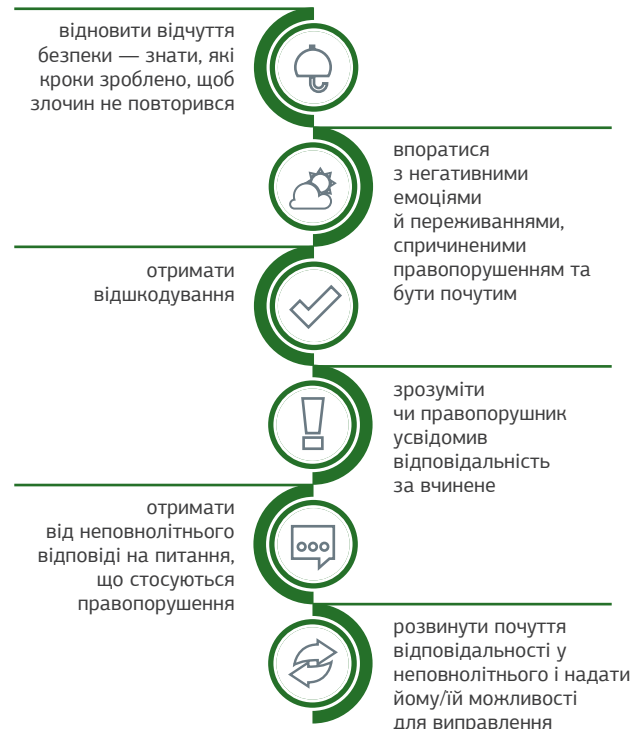 відновити відчуття
безпеки — знати, які
кроки зроблено, щоб
злочин не повторився
впоратися
з негативними
емоціями
й переживаннями,
спричиненими
правопорушенням та
бути почутим
отримати
відшкодування
зрозуміти
чи правопорушник
усвідомив
відповідальність
за вчинене
отримати
від неповнолітнього
відповіді на питання,
що стосуються
правопорушення
розвинути почуття
відповідальності у
неповнолітнього і надати
йому/їй можливості
для виправлення